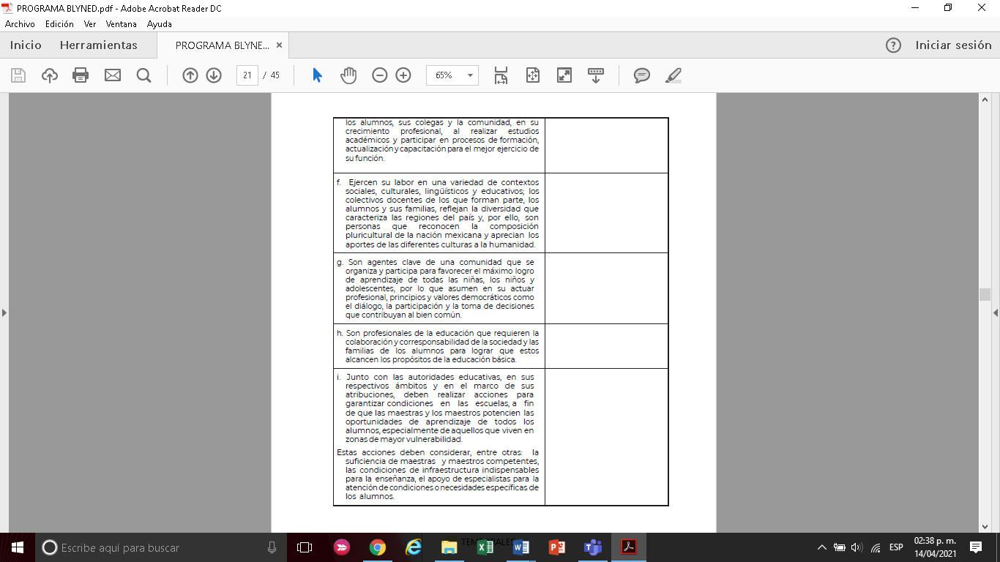 PROGRAMA BLYNED.pdf - Adobe Acrobat Reader DC
Archivo Edición Ver Ventana Ayuda
Inicio Herramientas PROGRAMA BLYNE... × Iniciar sesión
21 / 45 65%
los alumnos, sus colegas y la comunidad, en su
crecimiento profesional, al realizar estudios
académicos y participar en procesos de formación,
actualización y capacitación para el mejor ejercicio de
su función.
f. Ejercen su labor en una variedad de contextos
sociales, culturales, lingüísticos y educativos; los
colectivos docentes de los que forman parte, los
alumnos y sus familias, reflejan la diversidad que
caracteriza las regiones del país y, por ello, son
personas que reconocen la composición
pluricultural de la nación mexicana y aprecian los
aportes de las diferentes culturas a la humanidad.
g. Son agentes clave de una comunidad que se
organiza y participa para favorecer el máximo logro
de aprendizaje de todas las niñas, los niños y
adolescentes, por lo que asumen en su actuar
profesional, principios y valores democráticos como
el diálogo, la participación y la toma de decisiones
que contribuyan al bien común.
h. Son profesionales de la educación que requieren la
colaboración y corresponsabilidad de la sociedad y las
familias de los alumnos para lograr que estos
alcancen los propósitos de la educación básica.
i. Junto con las autoridades educativas, en sus
respectivos ámbitos y en el marco de sus
atribuciones, deben realizar acciones para
garantizar condiciones en las escuelas, a fin
de que las maestras y los maestros potencien las
oportunidades de aprendizaje de todos los
alumnos, especialmente de aquellos que viven en
zonas de mayor vulnerabilidad.
Estas acciones deben considerar, entre otras: la
suficiencia de maestras y maestros competentes,
las condiciones de infraestructura indispensables
para la enseñanza, el apoyo de especialistas para la
atención de condiciones o necesidades específicas de
los alumnos.
Escribe aquí para buscar
TEMPORALES
ESP
02:38 p. m.
14/04/2021